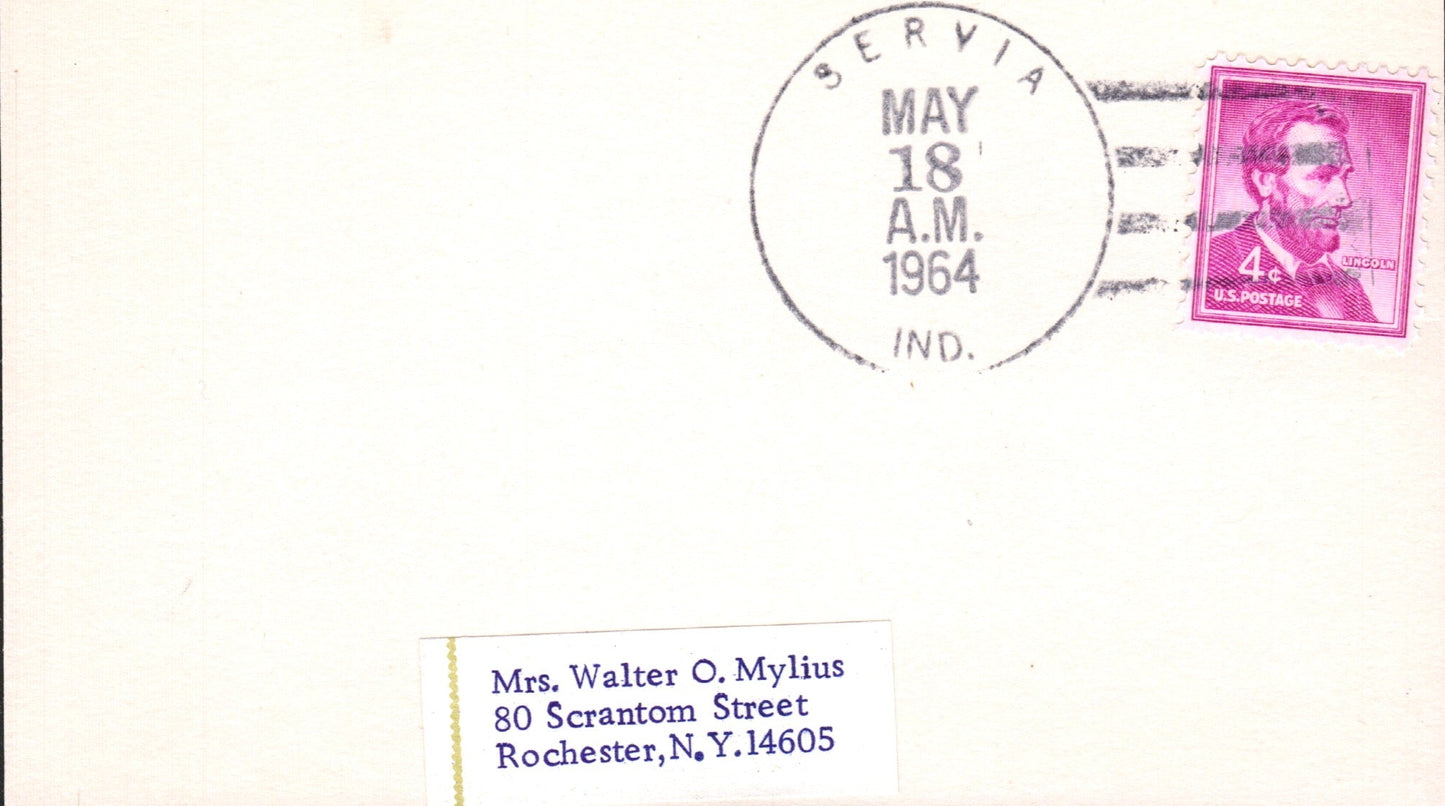 SERVIA
MAY
18
A.M.
1964
IND.
LINCOLN
4¢
U.S. POSTAGE
Mrs. Walter O. Mylius
80 Scrantom Street
Rochester, N.Y. 14605